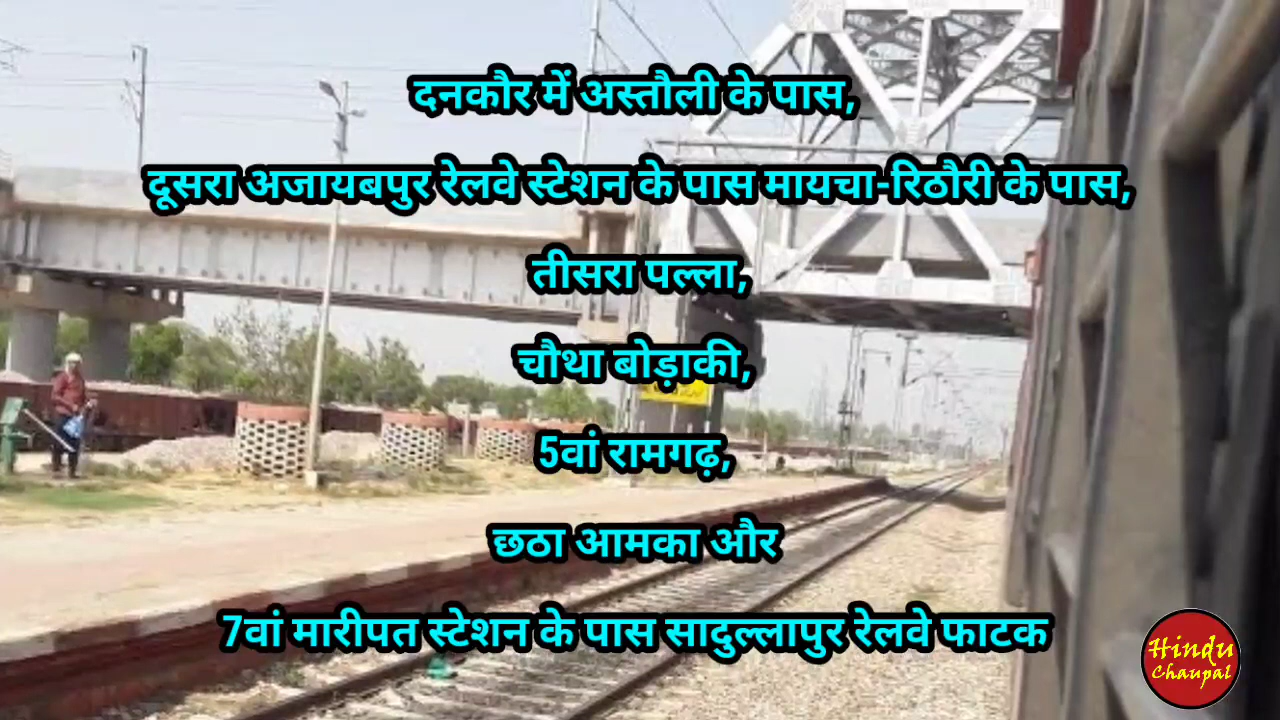 दनकौर में अस्तौली के पास,
दूसरा अजायबपुर रेलवे स्टेशन के पास मायचा-रिठौरी के पास,
तीसरा पल्ला,
चौथा बोड़ाकी,
5वां रामगढ़,
छठा आमका और
7वां मारीपत स्टेशन के पास सादुल्लापुर रेलवे फाटक
Hindu
Chaupal